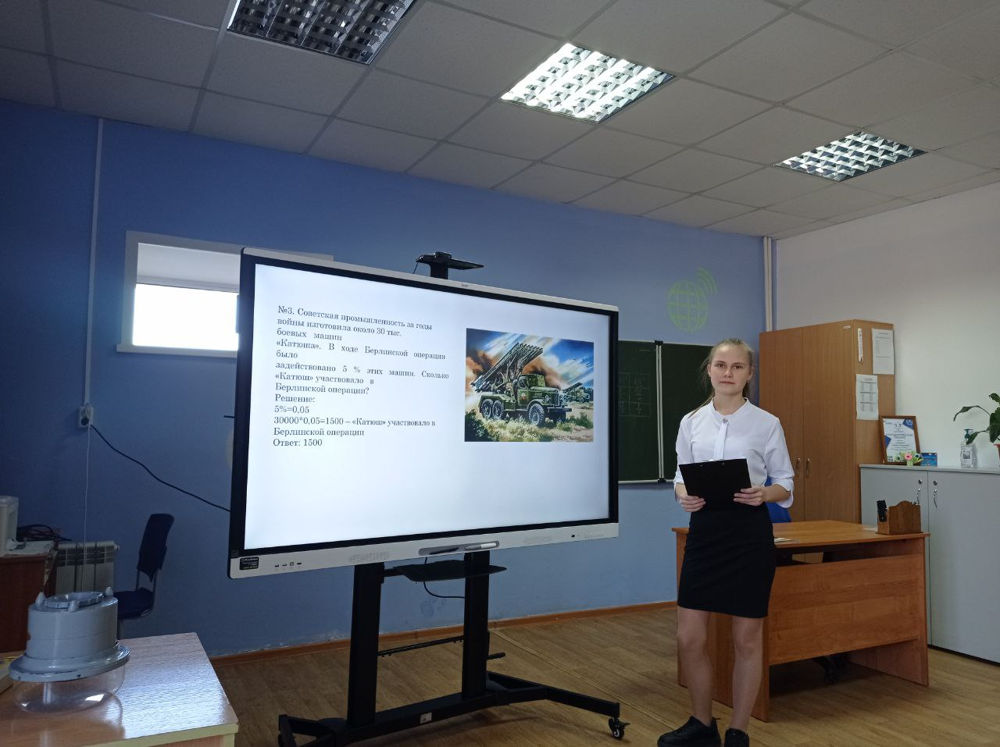 №3. Советская промышленность за годы
войны изготовила около 30 тыс.
боевых машин
«Катюша». В ходе Берлинской операции
было
задействовано 5 % этих машин. Сколько
«Катюш» участвовало в
Берлинской операции?
Решение:
5%=0,05
30000*0,05=1500 – «Катюш» участвовало в
Берлинской операции
Ответ: 1500